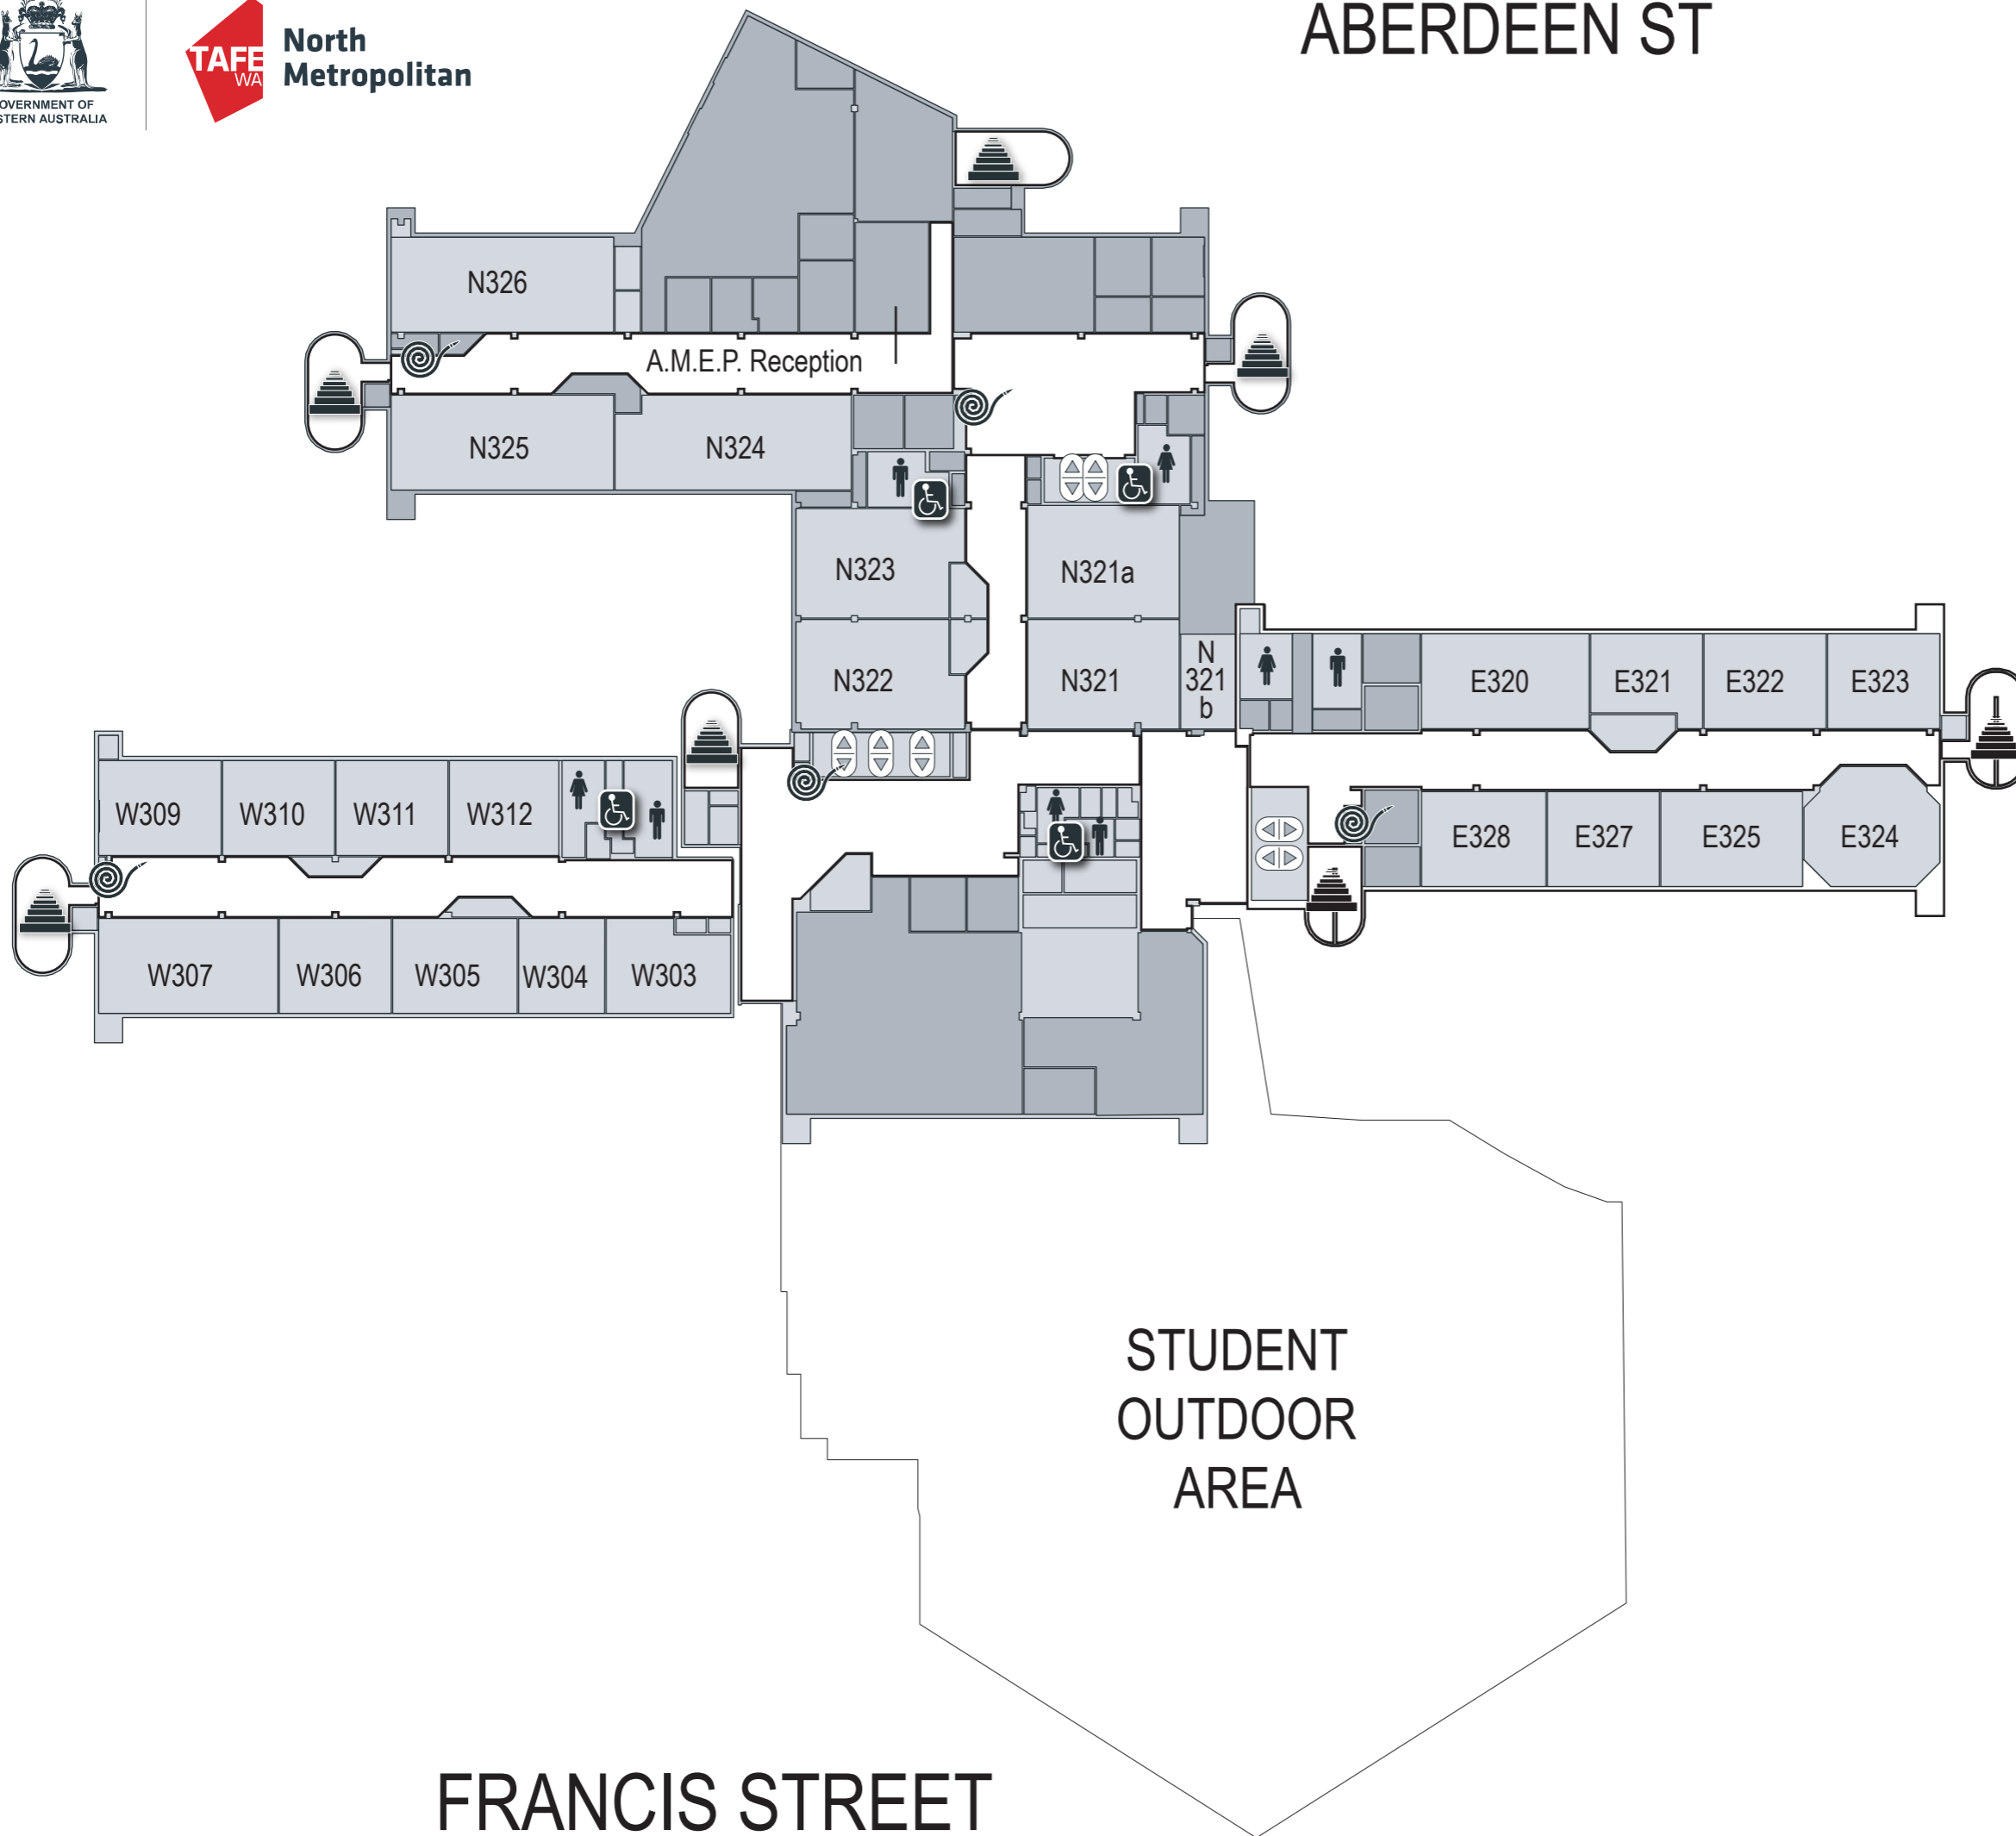 ABERDEEN ST
TAFE
WA
North
Metropolitan
OVERNMENT OF
STERN AUSTRALIA
N326
A.M.E.P. Reception
N325
N324
N323
N321a
N322
N321
N
321
b
E320
E321
E322
E323
W309
W310
W311
W312
E328
E327
E325
E324
W307
W306
W305
W304
W303
STUDENT
OUTDOOR
AREA
FRANCIS STREET